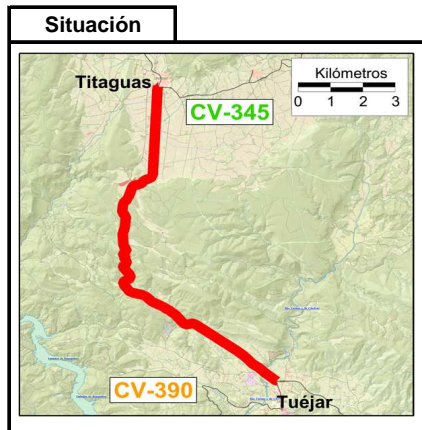 Situación
Titaguas
Kilómetros
0 1 2 3
CV-345
CV-390
Tuéjar